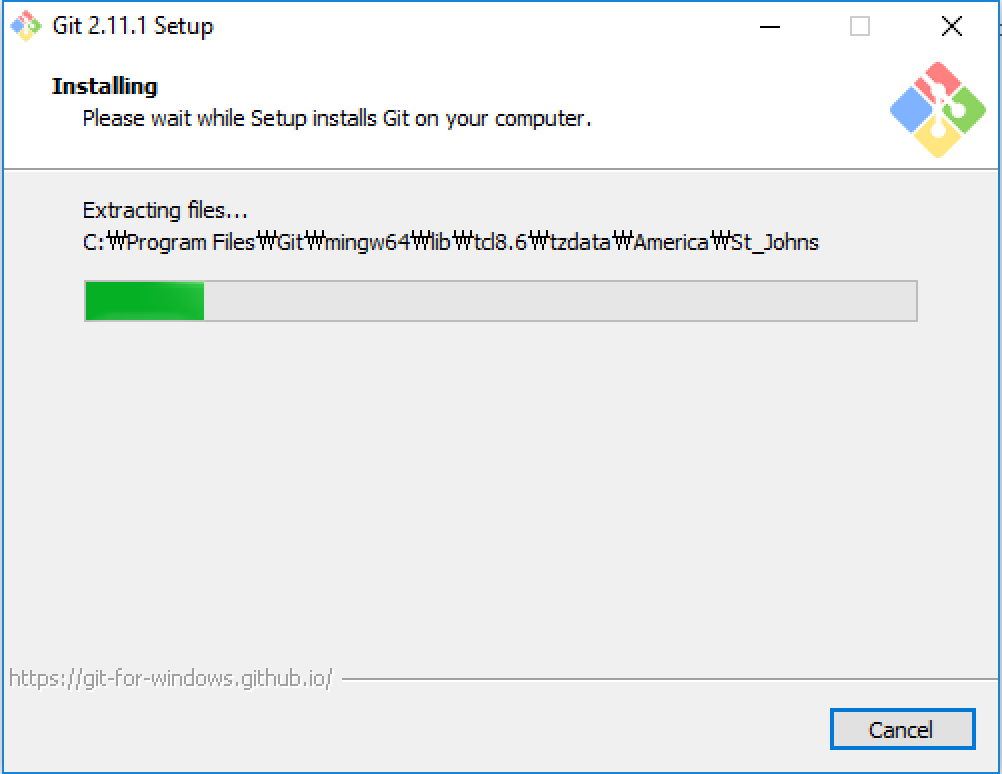 Git 2.11.1 Setup
Installing
Please wait while Setup installs Git on your computer.
Extracting files...
C:₩Program Files₩Git₩mingw64₩lib₩tcl8.6₩tzdata₩America₩St_Johns
https://git-for-windows.github.io/
Cancel